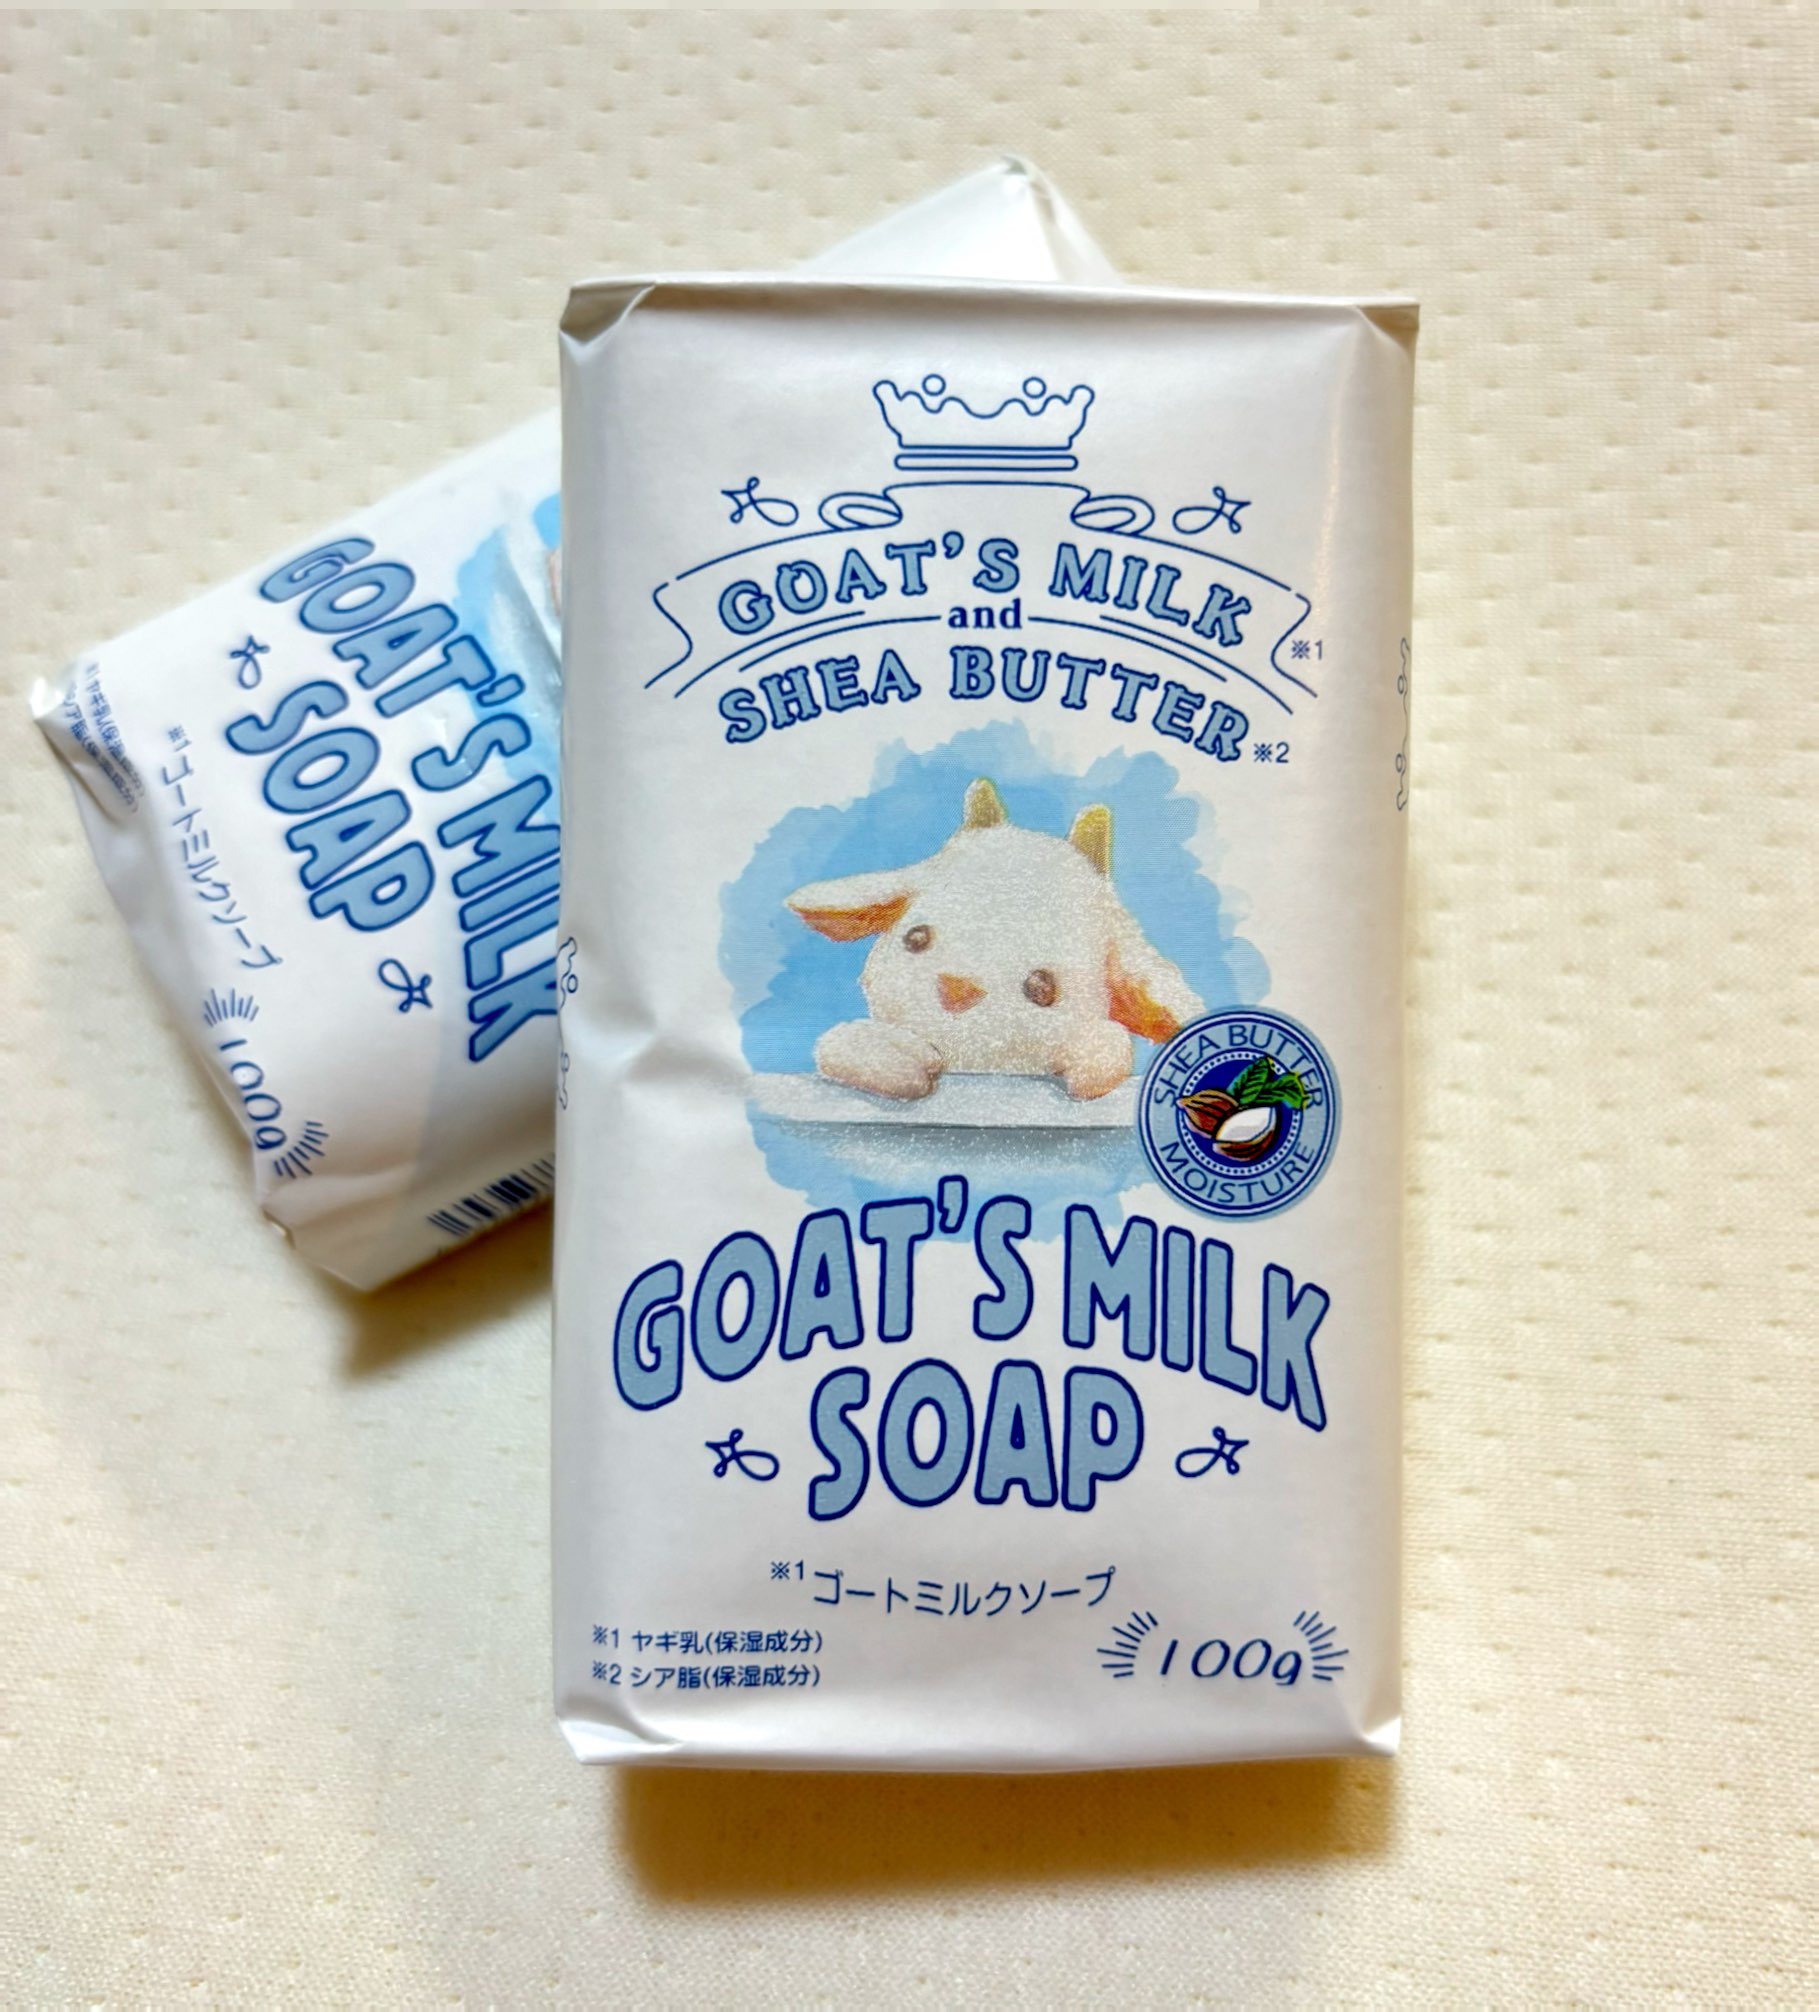 GOAT'S MILK ※1
and
SHEA BUTTER ※2
SHEA BUTTER
MOISTURE
GOAT'S MILK
SOAP
※1 ゴートミルクソープ
※1 ヤギ乳(保湿成分)
※2 シア脂(保湿成分)
100g
GOAT'S MILK
SOAP
※1 ゴートミルクソープ
100g